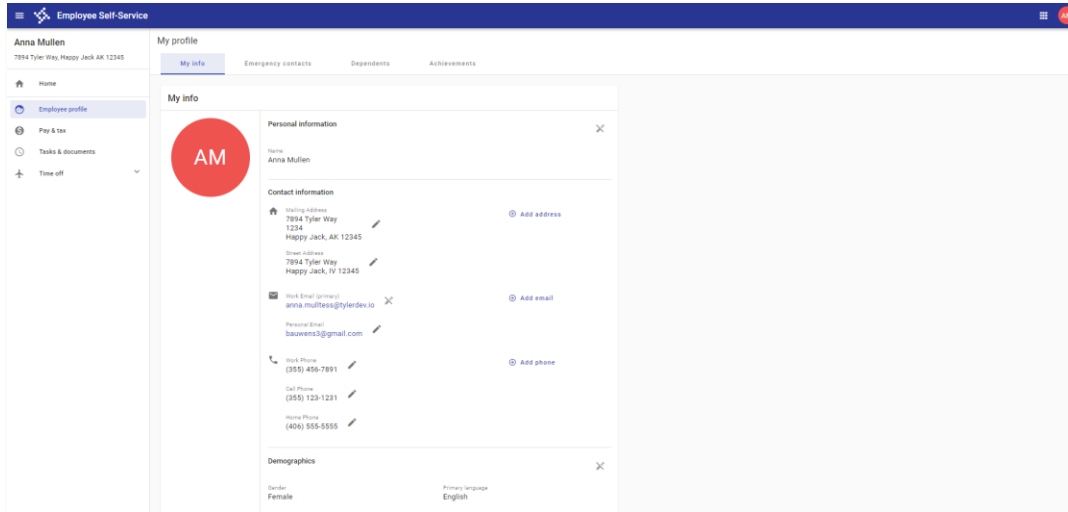 Employee Self-Service
AM
Anna Mullen
7894 Tyler Way, Happy Jack AK 12345
Home
Employee profile
Pay & tax
Tasks & documents
Time off
My profile
My info
Emergency contacts
Dependents
Achievements
My info
AM
Personal information
Name
Anna Mullen
Contact information
Mailing Address
7894 Tyler Way
1234
Happy Jack, AK 12345
Add address
Street Address
7894 Tyler Way
Happy Jack, IV 12345
Work Email (primary)
anna.mulltess@tylerdev.io
Add email
Personal Email
bauwens3@gmail.com
Work Phone
(355) 456-7891
Add phone
Cell Phone
(355) 123-1231
Home Phone
(406) 555-5555
Demographics
Gender
Female
Primary language
English